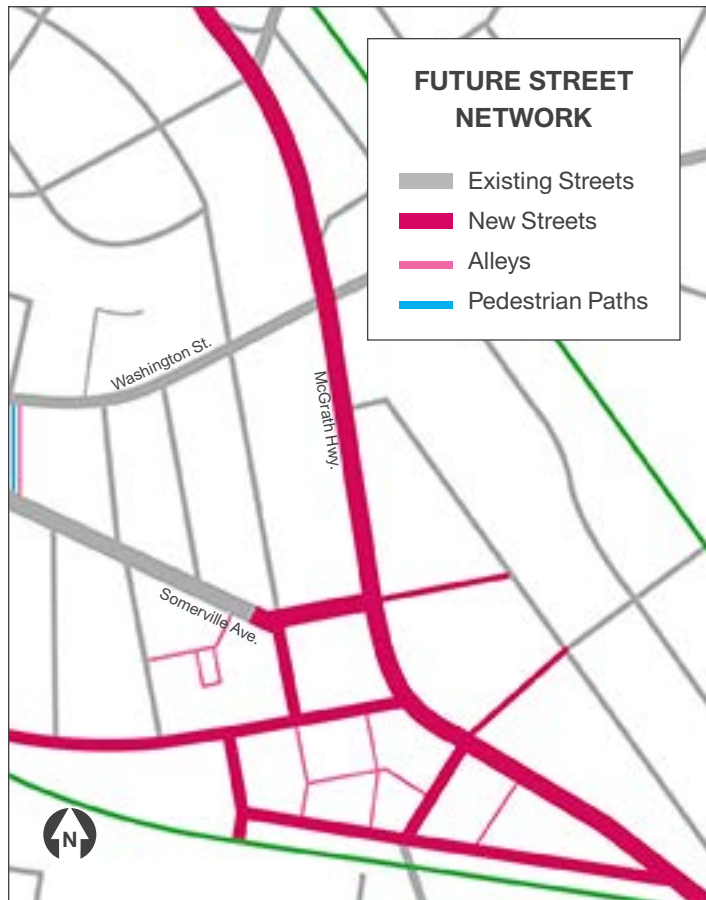 FUTURE STREET
NETWORK
Existing Streets
New Streets
Alleys
Pedestrian Paths
Washington St.
McGrath Hwy.
Somerville Ave.
N